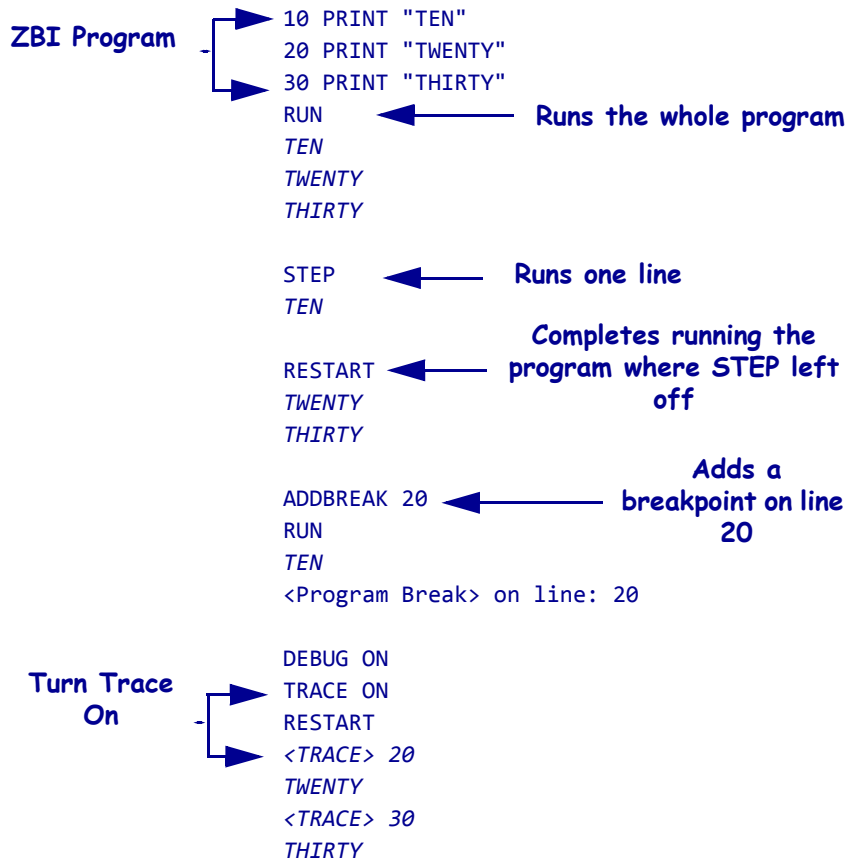 ZBI Program
10 PRINT "TEN"
20 PRINT "TWENTY"
30 PRINT "THIRTY"
RUN
Runs the whole program
TEN
TWENTY
THIRTY
STEP
Runs one line
TEN
RESTART
Completes running the
program where STEP left
off
TWENTY
THIRTY
ADDBREAK 20
Adds a
breakpoint on line
20
RUN
TEN
<Program Break> on line: 20
DEBUG ON
Turn Trace
On
TRACE ON
RESTART
<TRACE> 20
TWENTY
<TRACE> 30
THIRTY